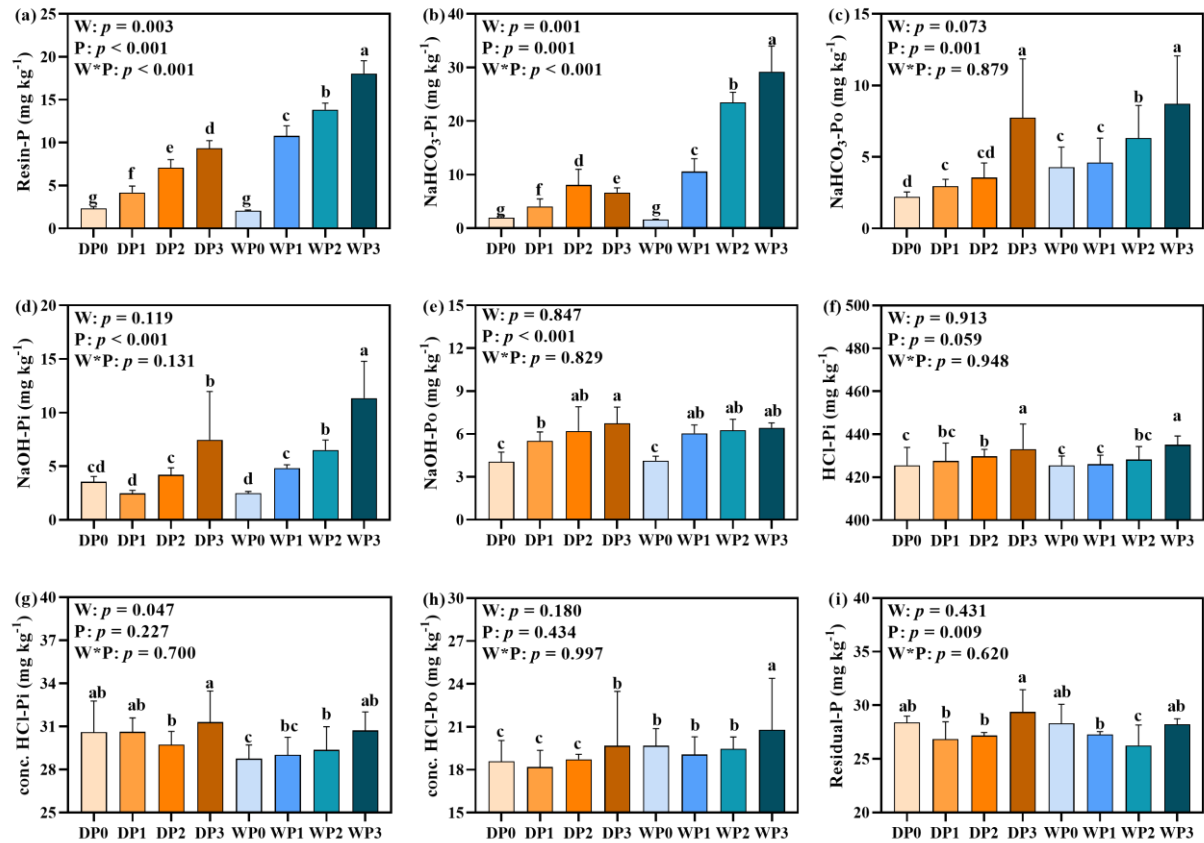 (a)
W: p = 0.003
P: p < 0.001
W*P: p < 0.001
Resin-P (mg kg⁻¹)
25
20
15
10
5
0
g f e d g c b a
DP0 DP1 DP2 DP3 WP0 WP1 WP2 WP3
(b)
W: p = 0.001
P: p = 0.001
W*P: p < 0.001
NaHCO₃-Pi (mg kg⁻¹)
40
30
20
10
0
g f d e g c b a
DP0 DP1 DP2 DP3 WP0 WP1 WP2 WP3
(c)
W: p = 0.073
P: p = 0.001
W*P: p = 0.879
NaHCO₃-Po (mg kg⁻¹)
15
10
5
0
d c cd a c c b a
DP0 DP1 DP2 DP3 WP0 WP1 WP2 WP3
(d)
W: p = 0.119
P: p < 0.001
W*P: p = 0.131
NaOH-Pi (mg kg⁻¹)
20
15
10
5
0
cd d c b d c b a
DP0 DP1 DP2 DP3 WP0 WP1 WP2 WP3
(e)
W: p = 0.847
P: p < 0.001
W*P: p = 0.829
NaOH-Po (mg kg⁻¹)
15
12
9
6
3
0
c b ab a c ab ab ab
DP0 DP1 DP2 DP3 WP0 WP1 WP2 WP3
(f)
W: p = 0.913
P: p = 0.059
W*P: p = 0.948
HCl-Pi (mg kg⁻¹)
500
480
460
440
420
400
c bc b a c c bc a
DP0 DP1 DP2 DP3 WP0 WP1 WP2 WP3
(g)
W: p = 0.047
P: p = 0.227
W*P: p = 0.700
conc. HCl-Pi (mg kg⁻¹)
40
37
34
31
28
25
ab ab b a c bc b ab
DP0 DP1 DP2 DP3 WP0 WP1 WP2 WP3
(h)
W: p = 0.180
P: p = 0.434
W*P: p = 0.997
conc. HCl-Po (mg kg⁻¹)
30
27
24
21
18
15
c c c b b b b a
DP0 DP1 DP2 DP3 WP0 WP1 WP2 WP3
(i)
W: p = 0.431
P: p = 0.009
W*P: p = 0.620
Residual-P (mg kg⁻¹)
40
35
30
25
20
ab b b a ab b c ab
DP0 DP1 DP2 DP3 WP0 WP1 WP2 WP3